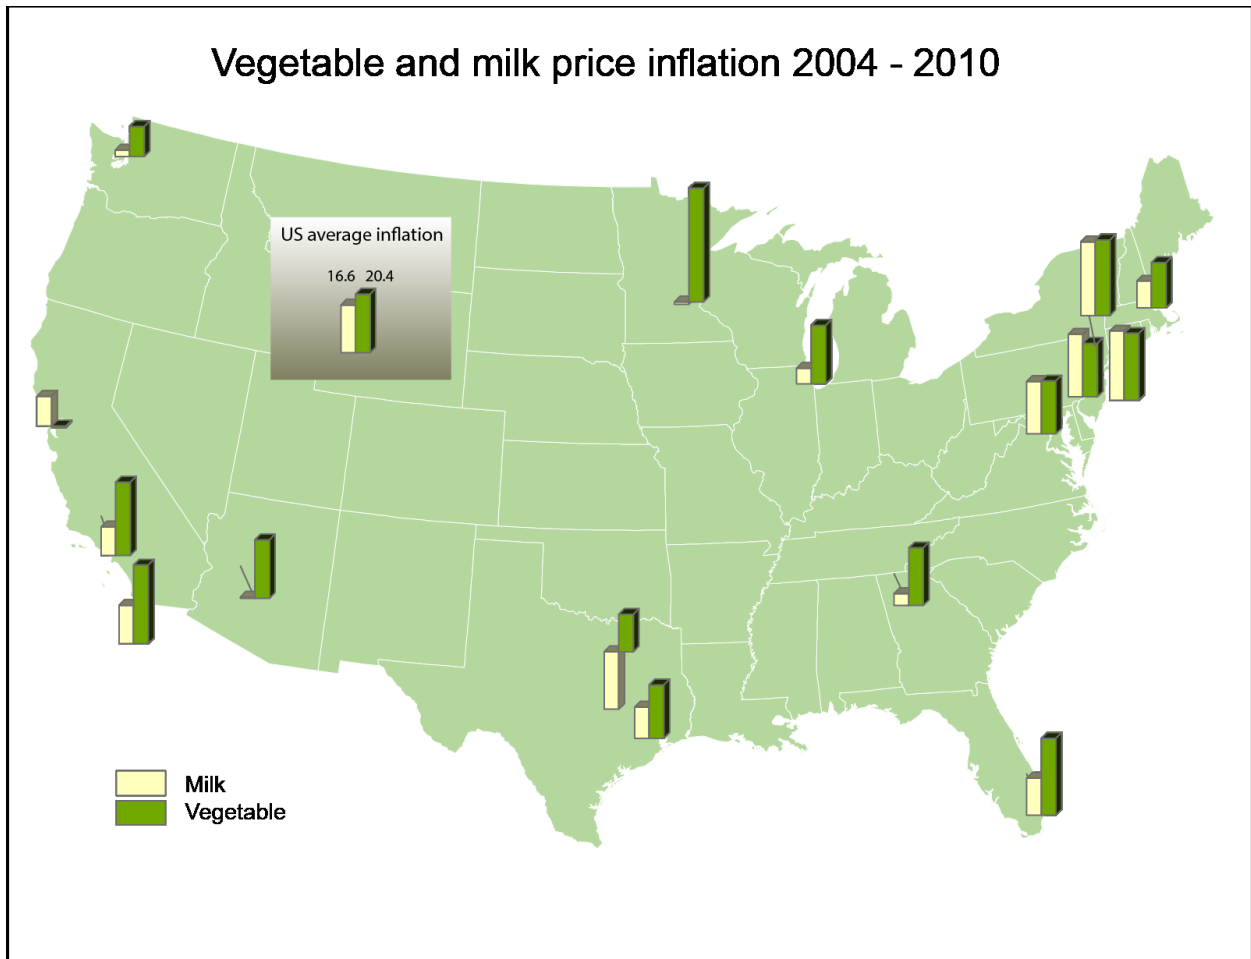 Vegetable and milk price inflation 2004 - 2010
US average inflation
16.6 20.4
Milk
Vegetable